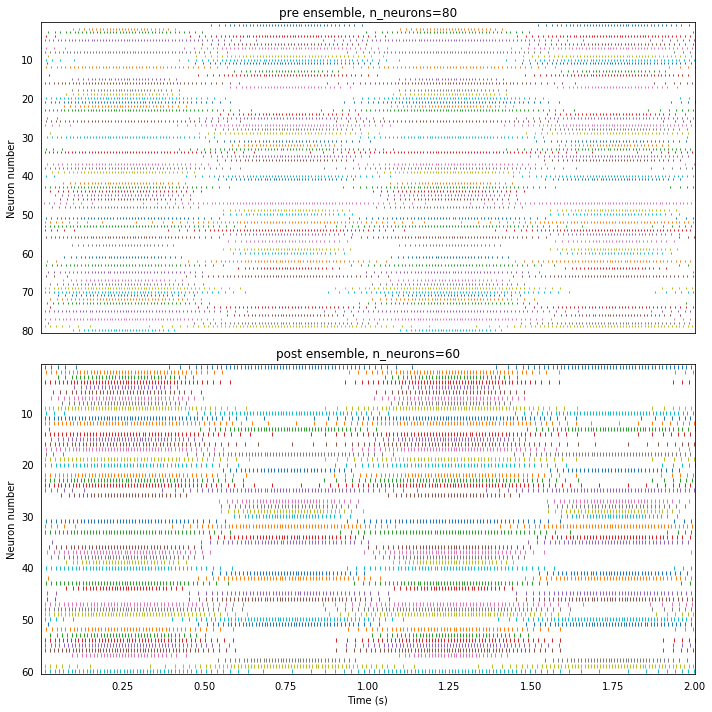 pre ensemble, n_neurons=80
10
20
30
40
50
60
70
80
Neuron number
post ensemble, n_neurons=60
10
20
30
40
50
60
Neuron number
0.25 0.50 0.75 1.00 1.25 1.50 1.75 2.00
Time (s)